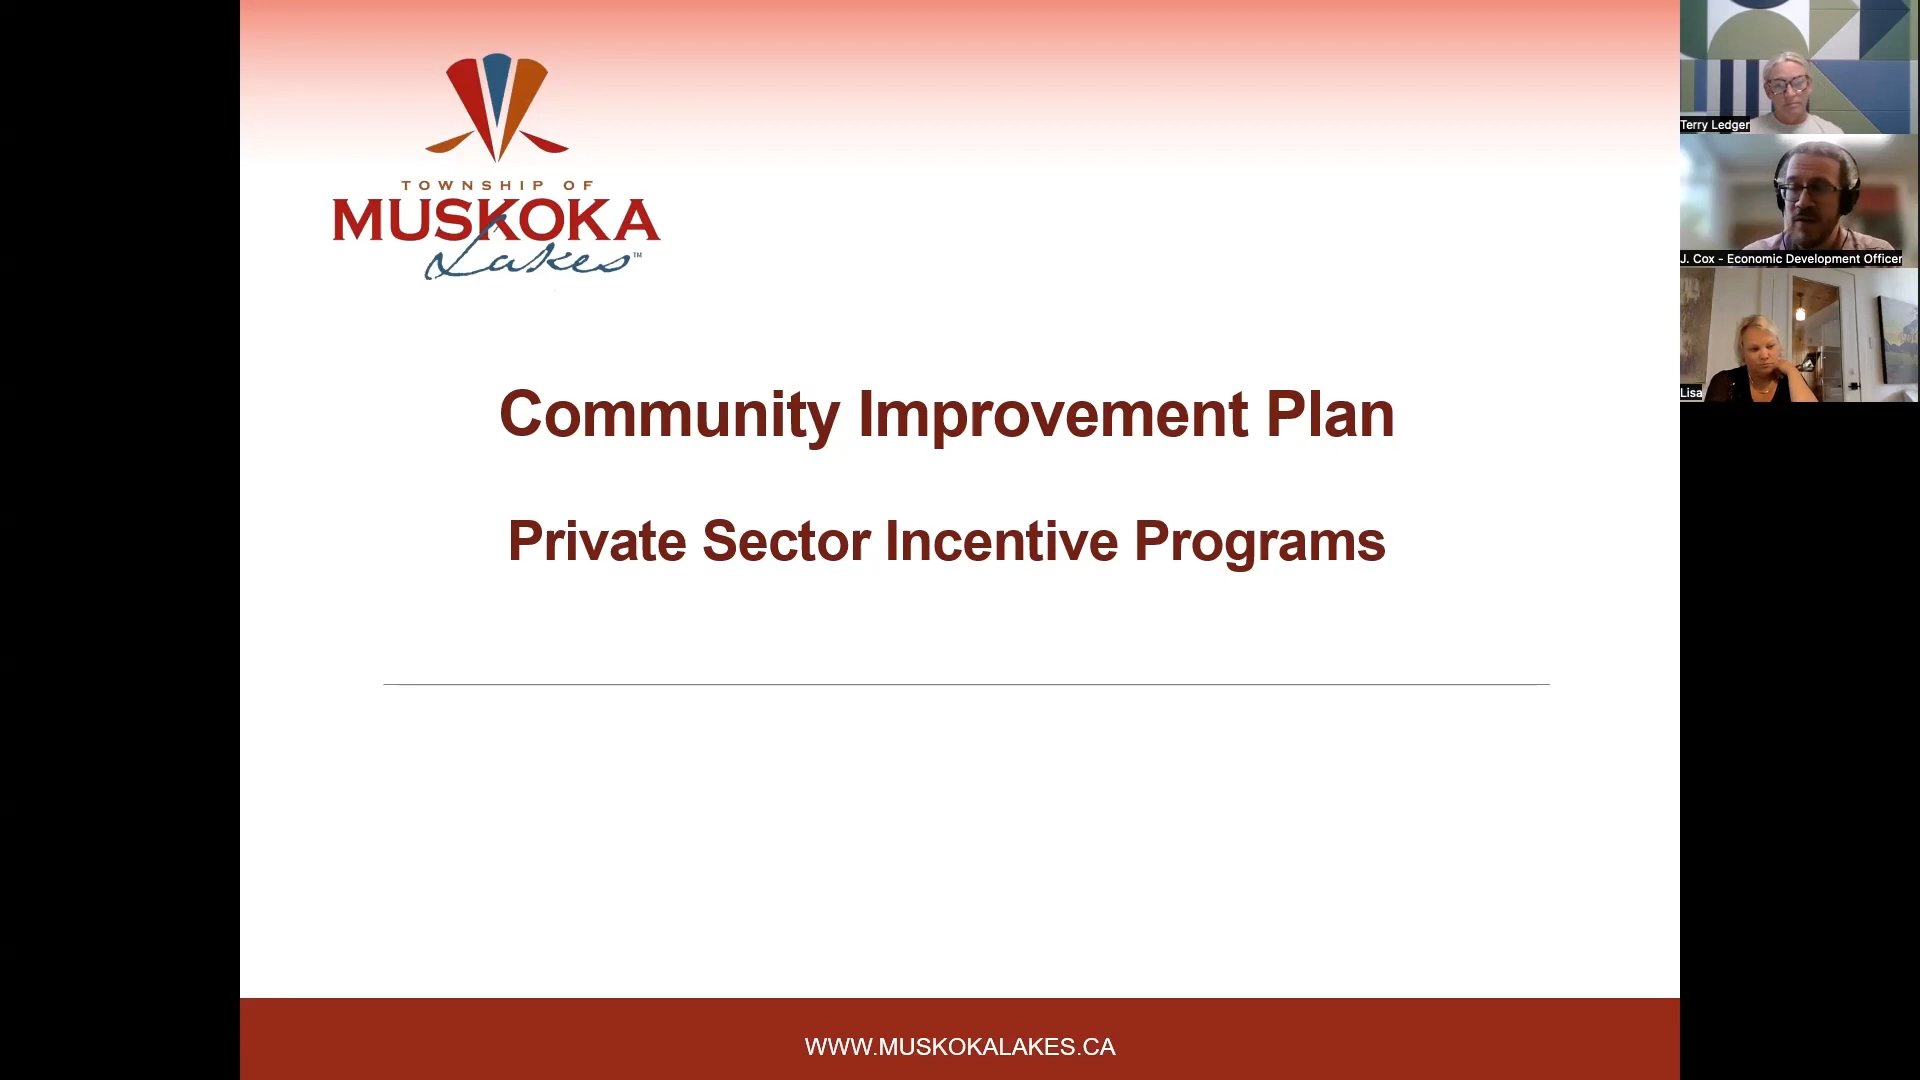 TOWNSHIP OF
MUSKOKA
Lakes™
Community Improvement Plan
Private Sector Incentive Programs
WWW.MUSKOKALAKES.CA
Terry Ledger
J. Cox - Economic Development Officer
Lisa